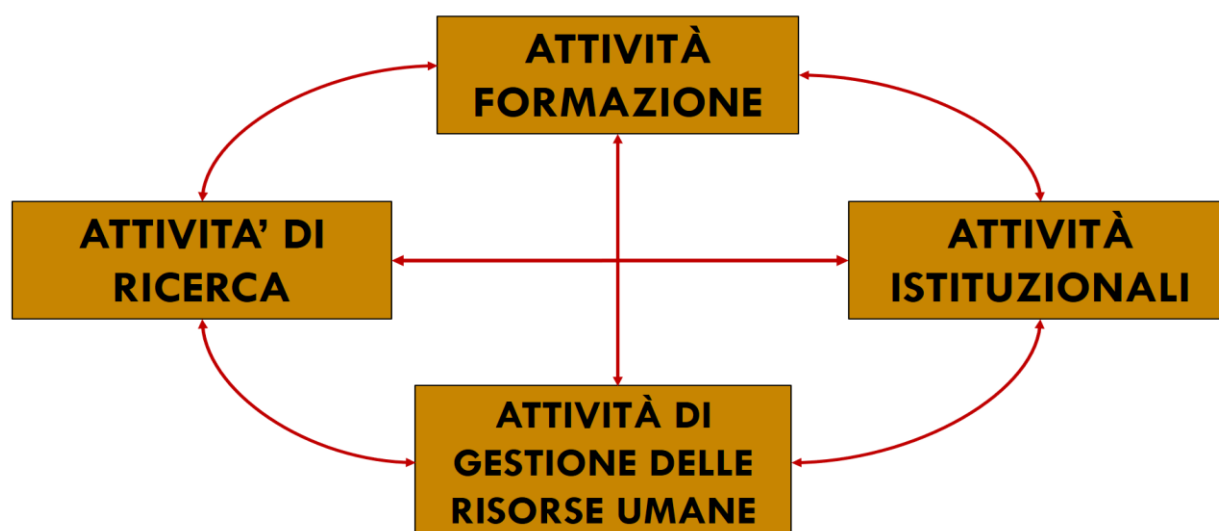 ATTIVITÀ
FORMAZIONE
ATTIVITA’ DI
RICERCA
ATTIVITÀ
ISTITUZIONALI
ATTIVITÀ DI
GESTIONE DELLE
RISORSE UMANE